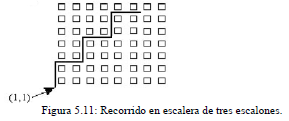 (1,1)
Figura 5.11: Recorrido en escalera de tres escalones.